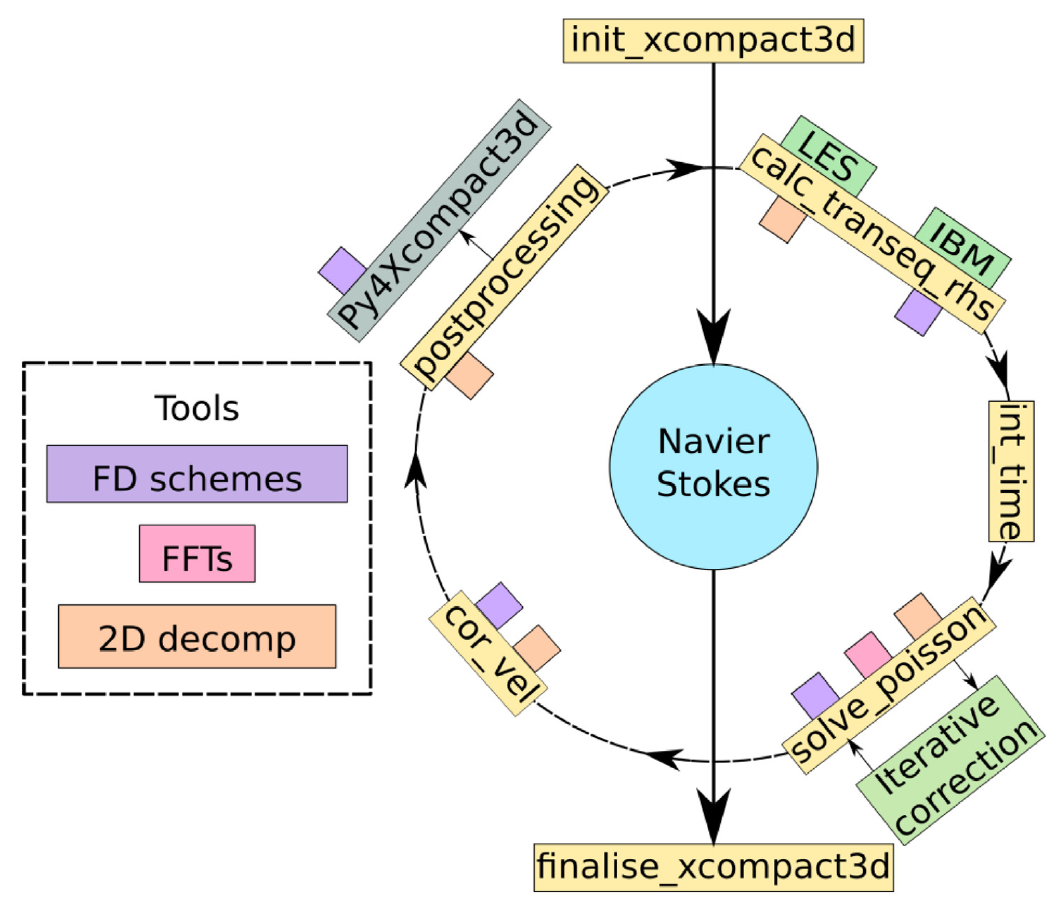 init_xcompact3d
LES
calc_transeq_rhs
IBM
int_time
solve_poisson
Iterative
correction
cor_vel
postprocessing
Py4Xcompact3d
Navier
Stokes
finalise_xcompact3d
Tools
FD schemes
FFTs
2D decomp